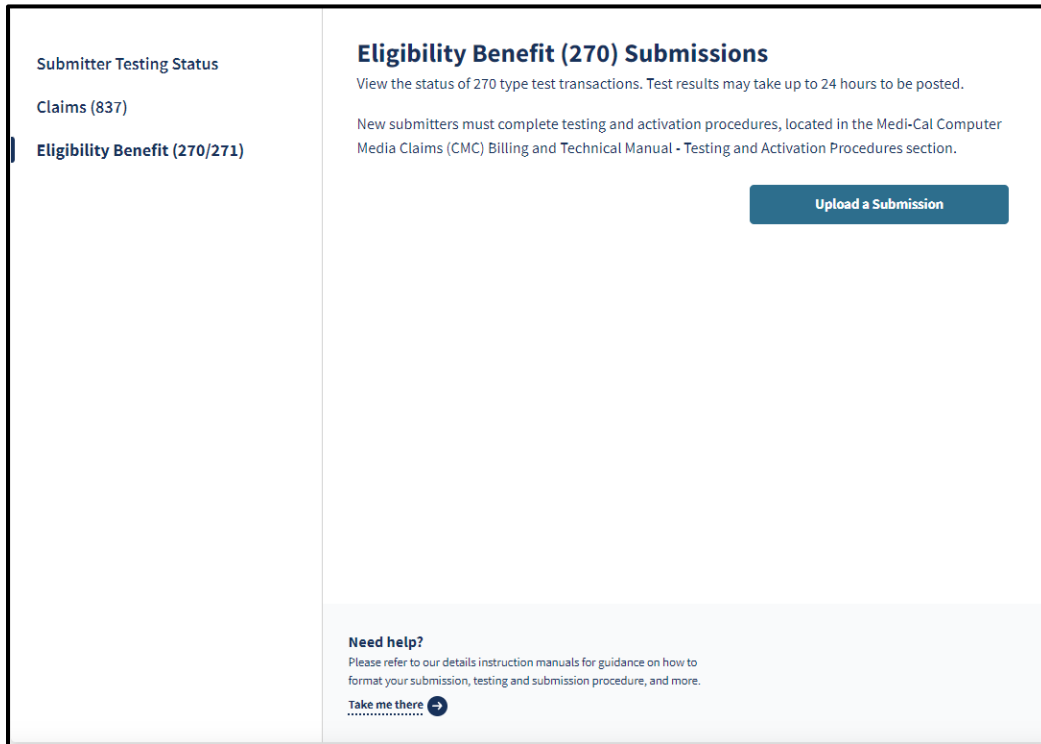 Submitter Testing Status
Claims (837)
Eligibility Benefit (270/271)
Eligibility Benefit (270) Submissions
View the status of 270 type test transactions. Test results may take up to 24 hours to be posted.
New submitters must complete testing and activation procedures, located in the Medi-Cal Computer
Media Claims (CMC) Billing and Technical Manual - Testing and Activation Procedures section.
Upload a Submission
Need help?
Please refer to our details instruction manuals for guidance on how to
format your submission, testing and submission procedure, and more.
Take me there